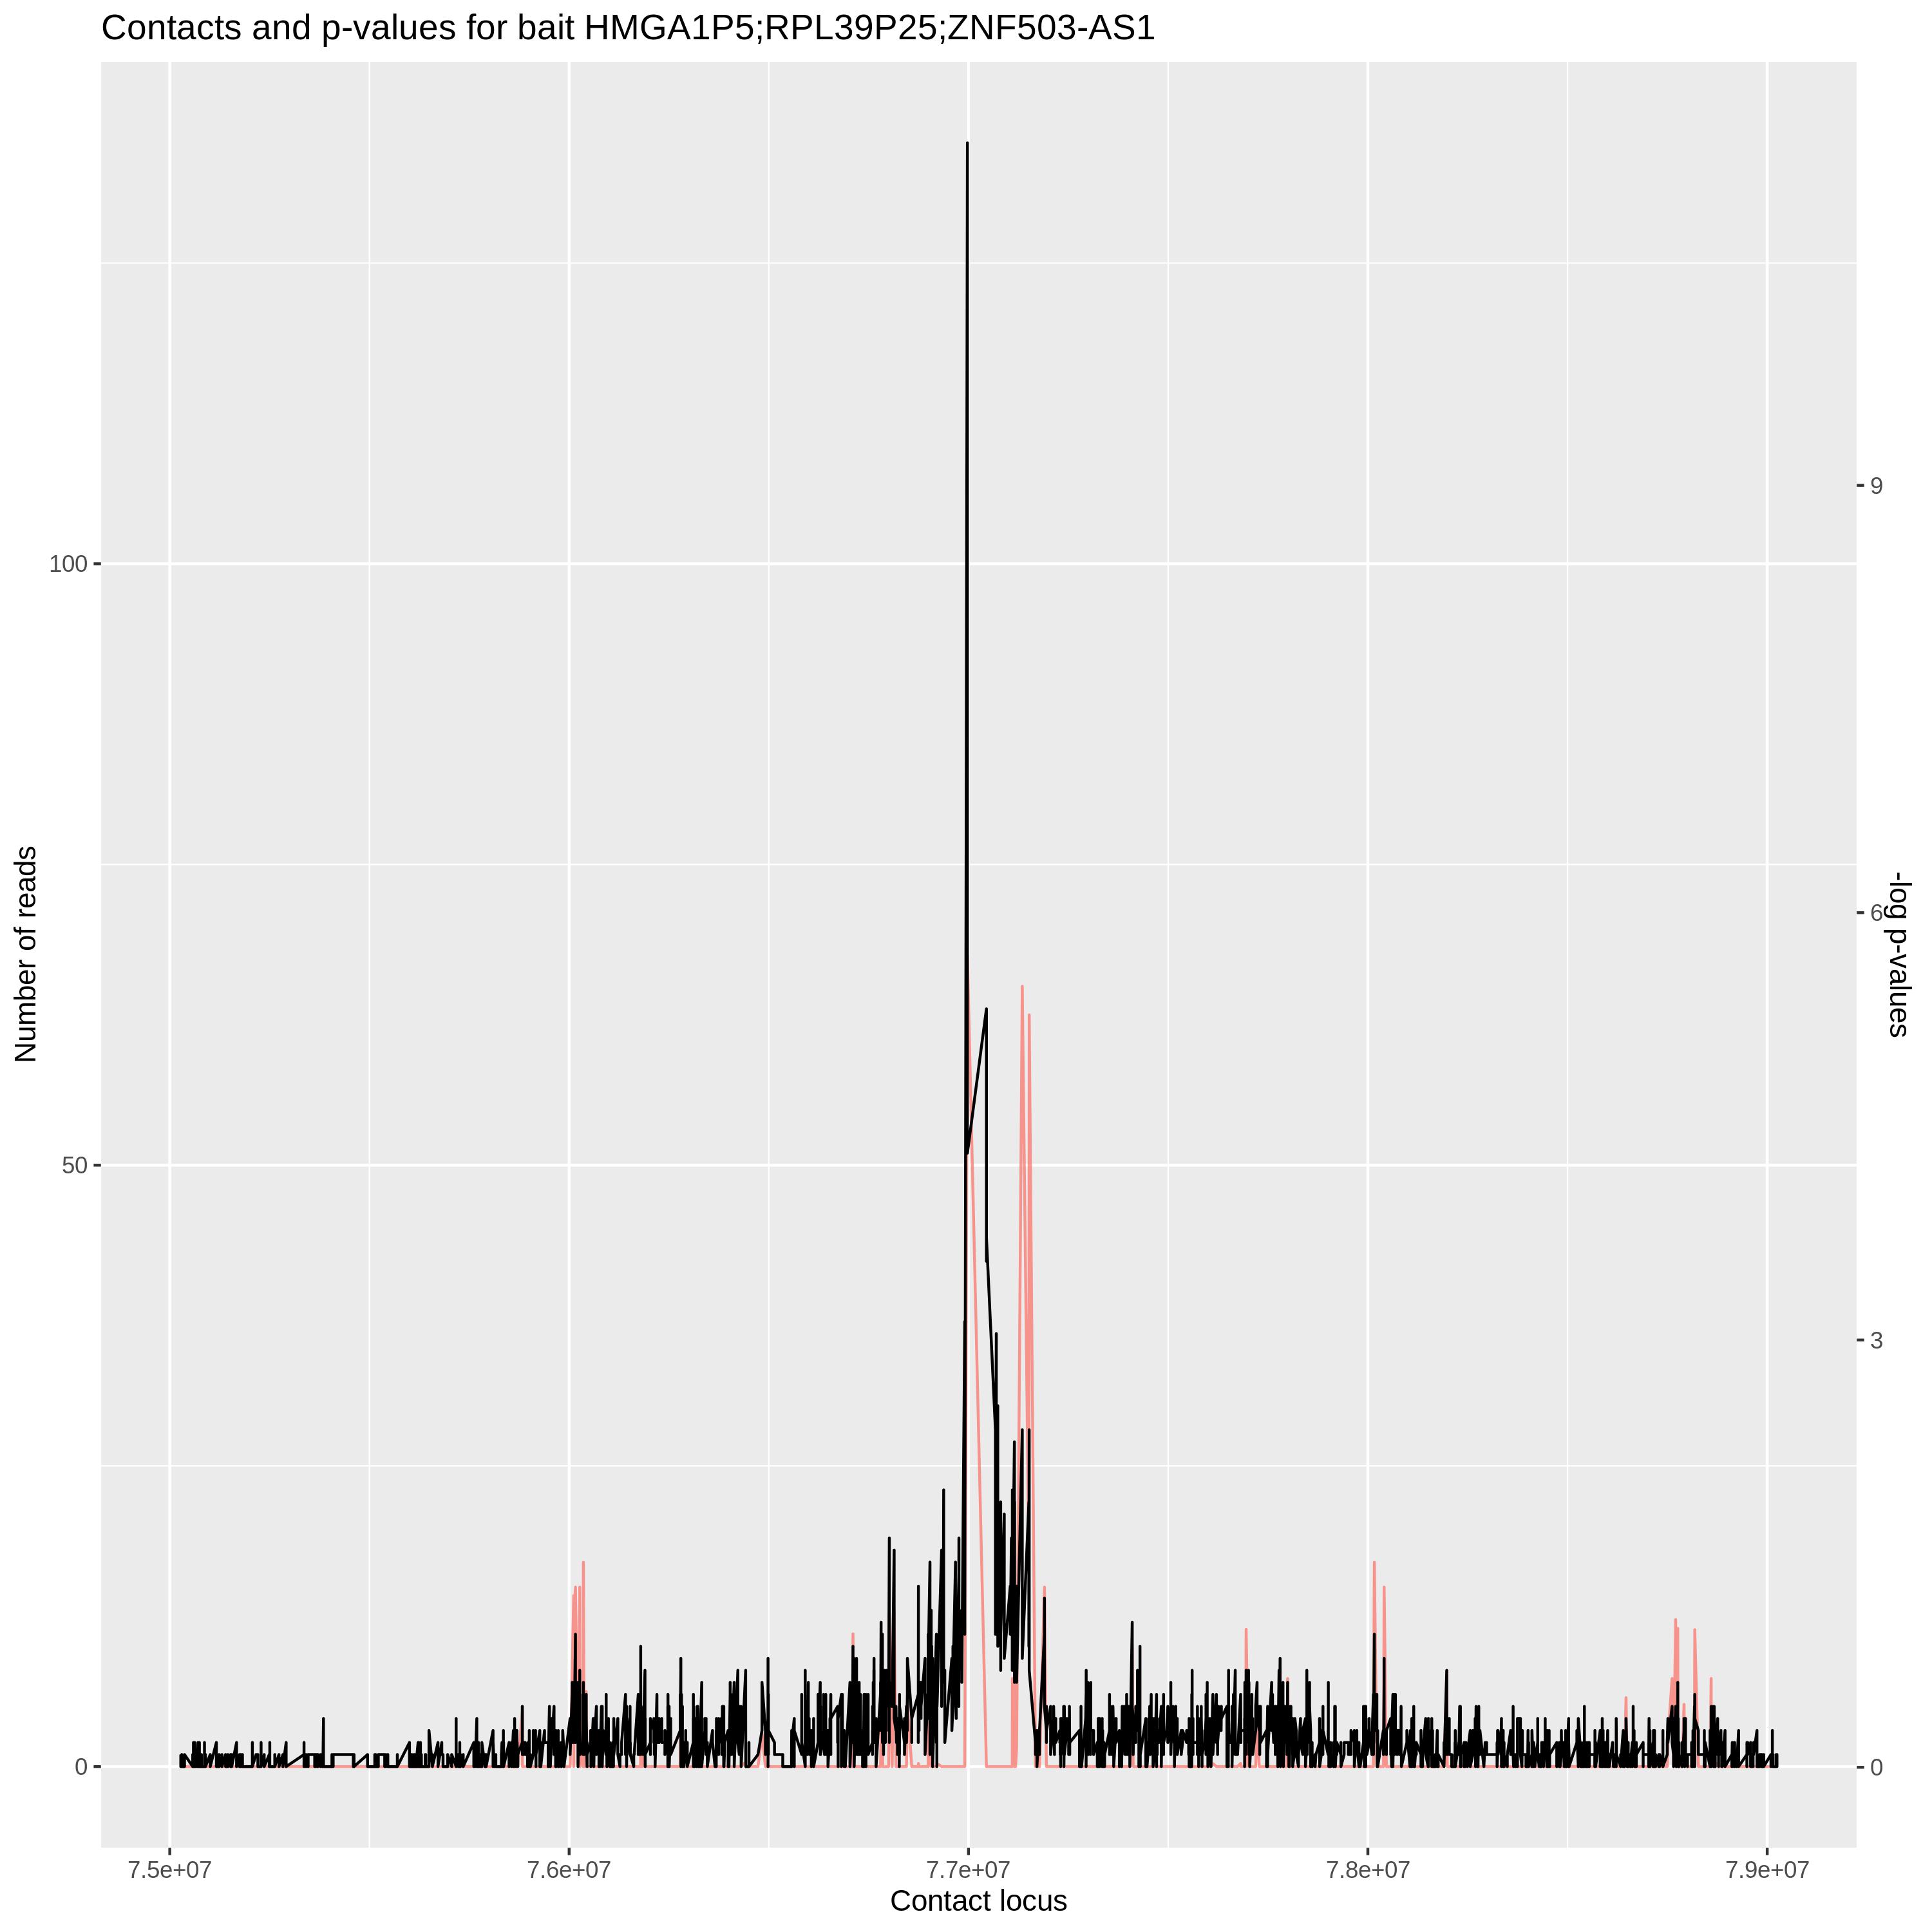 Contacts and p-values for bait HMGA1P5;RPL39P25;ZNF503-AS1
Number of reads
100
50
0
9
6
3
0
-log p-values
7.5e+07
7.6e+07
7.7e+07
7.8e+07
7.9e+07
Contact locus